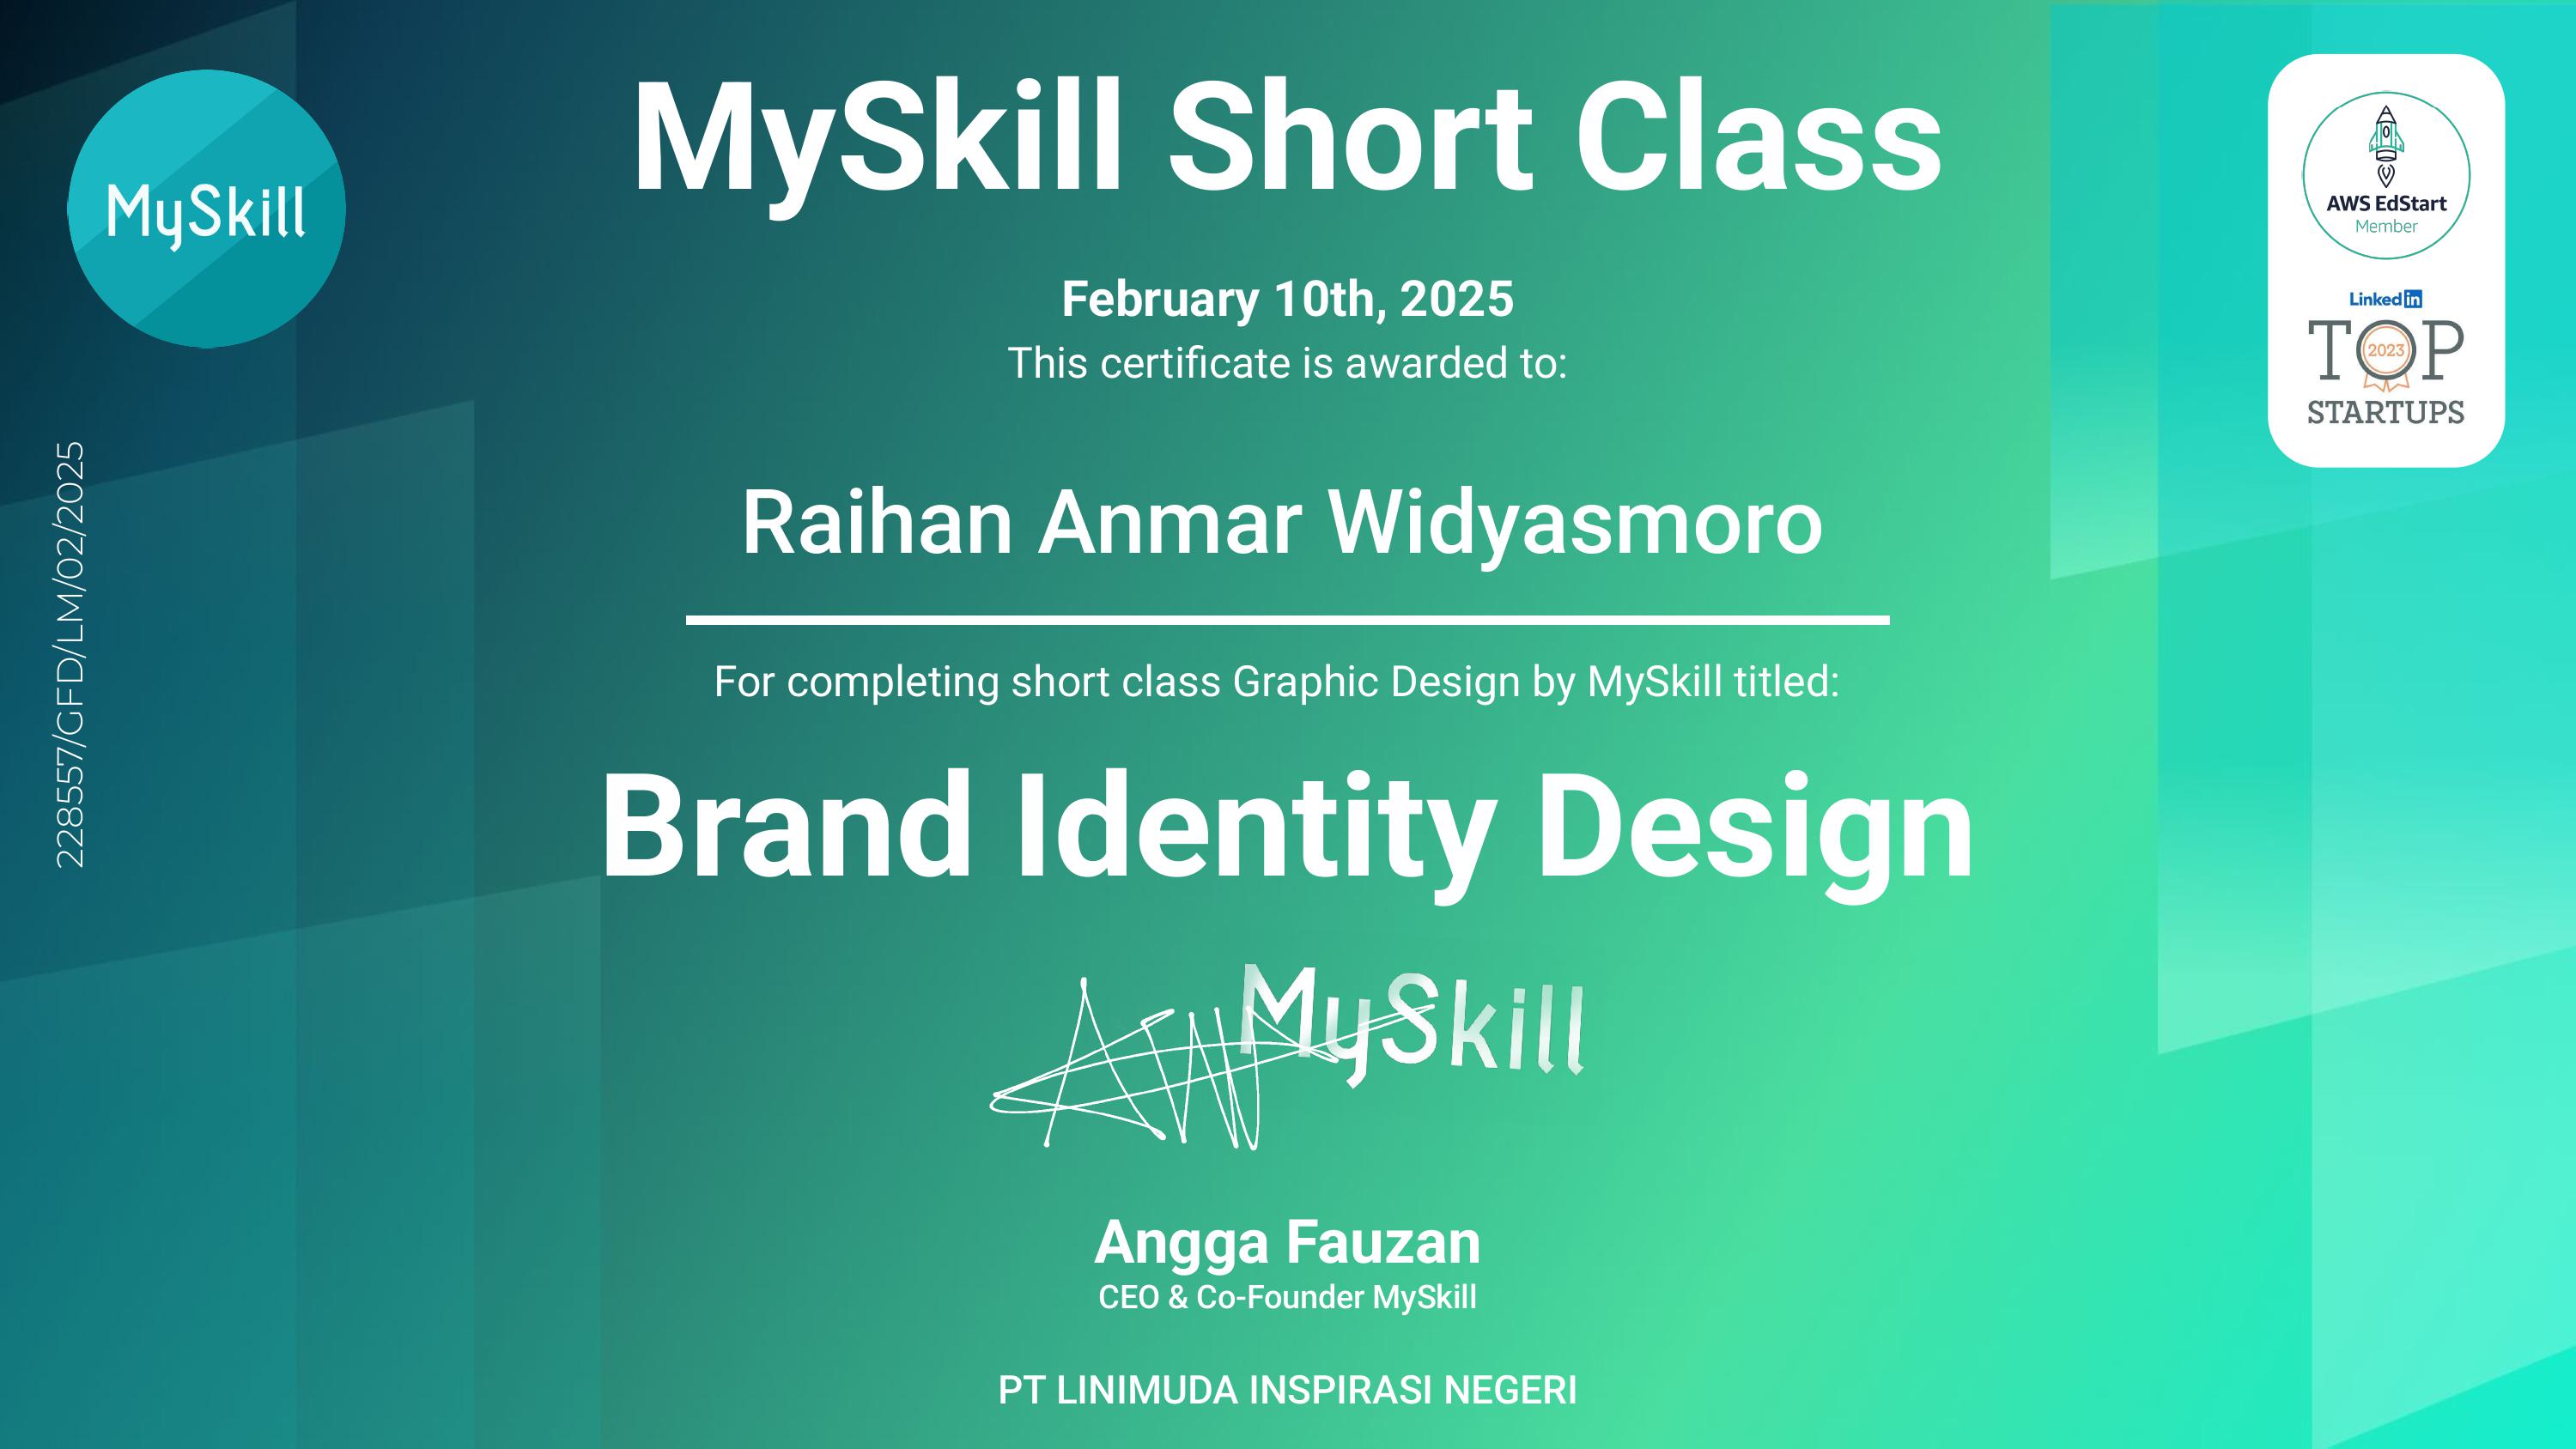 MySkill
MySkill Short Class
AWS EdStart
Member
Linked in
TOP
2023
STARTUPS
February 10th, 2025
This certificate is awarded to:
Raihan Anmar Widyasmoro
228557/GFD/LM/02/2025
For completing short class Graphic Design by MySkill titled:
Brand Identity Design
MySkill
Angga Fauzan
CEO & Co-Founder MySkill
PT LINIMUDA INSPIRASI NEGERI